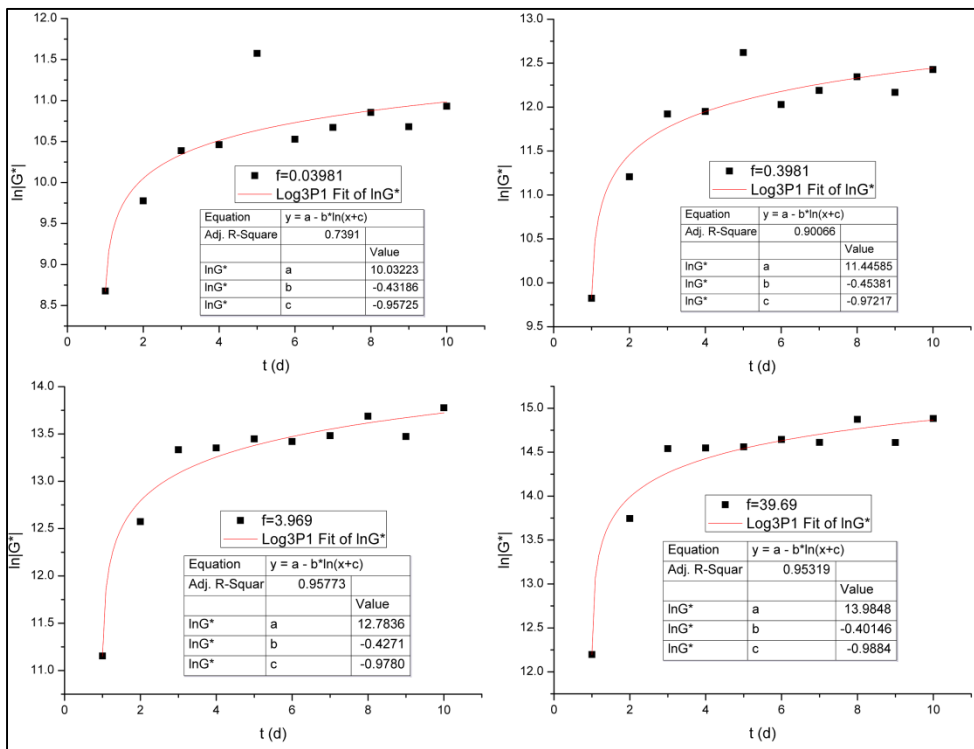 12.0
11.5
11.0
10.5
10.0
9.5
9.0
8.5
ln|G*|
0 2 4 6 8 10
t (d)
f=0.03981
Log3P1 Fit of lnG*
Equation y = a - b*ln(x+c)
Adj. R-Square 0.7391
Value
lnG* a 10.03223
lnG* b -0.43186
lnG* c -0.95725
13.0
12.5
12.0
11.5
11.0
10.5
10.0
9.5
ln|G*|
0 2 4 6 8 10
t (d)
f=0.3981
Log3P1 Fit of lnG*
Equation y = a - b*ln(x+c)
Adj. R-Square 0.90066
Value
lnG* a 11.44585
lnG* b -0.45381
lnG* c -0.97217
14.0
13.5
13.0
12.5
12.0
11.5
11.0
ln|G*|
0 2 4 6 8 10
t (d)
f=3.969
Log3P1 Fit of lnG*
Equation y = a - b*ln(x+c)
Adj. R-Squar 0.95773
Value
lnG* a 12.7836
lnG* b -0.4271
lnG* c -0.9780
15.0
14.5
14.0
13.5
13.0
12.5
12.0
ln|G*|
0 2 4 6 8 10
t (d)
f=39.69
Log3P1 Fit of lnG*
Equation y = a - b*ln(x+c)
Adj. R-Squar 0.95319
Value
lnG* a 13.9848
lnG* b -0.40146
lnG* c -0.9884